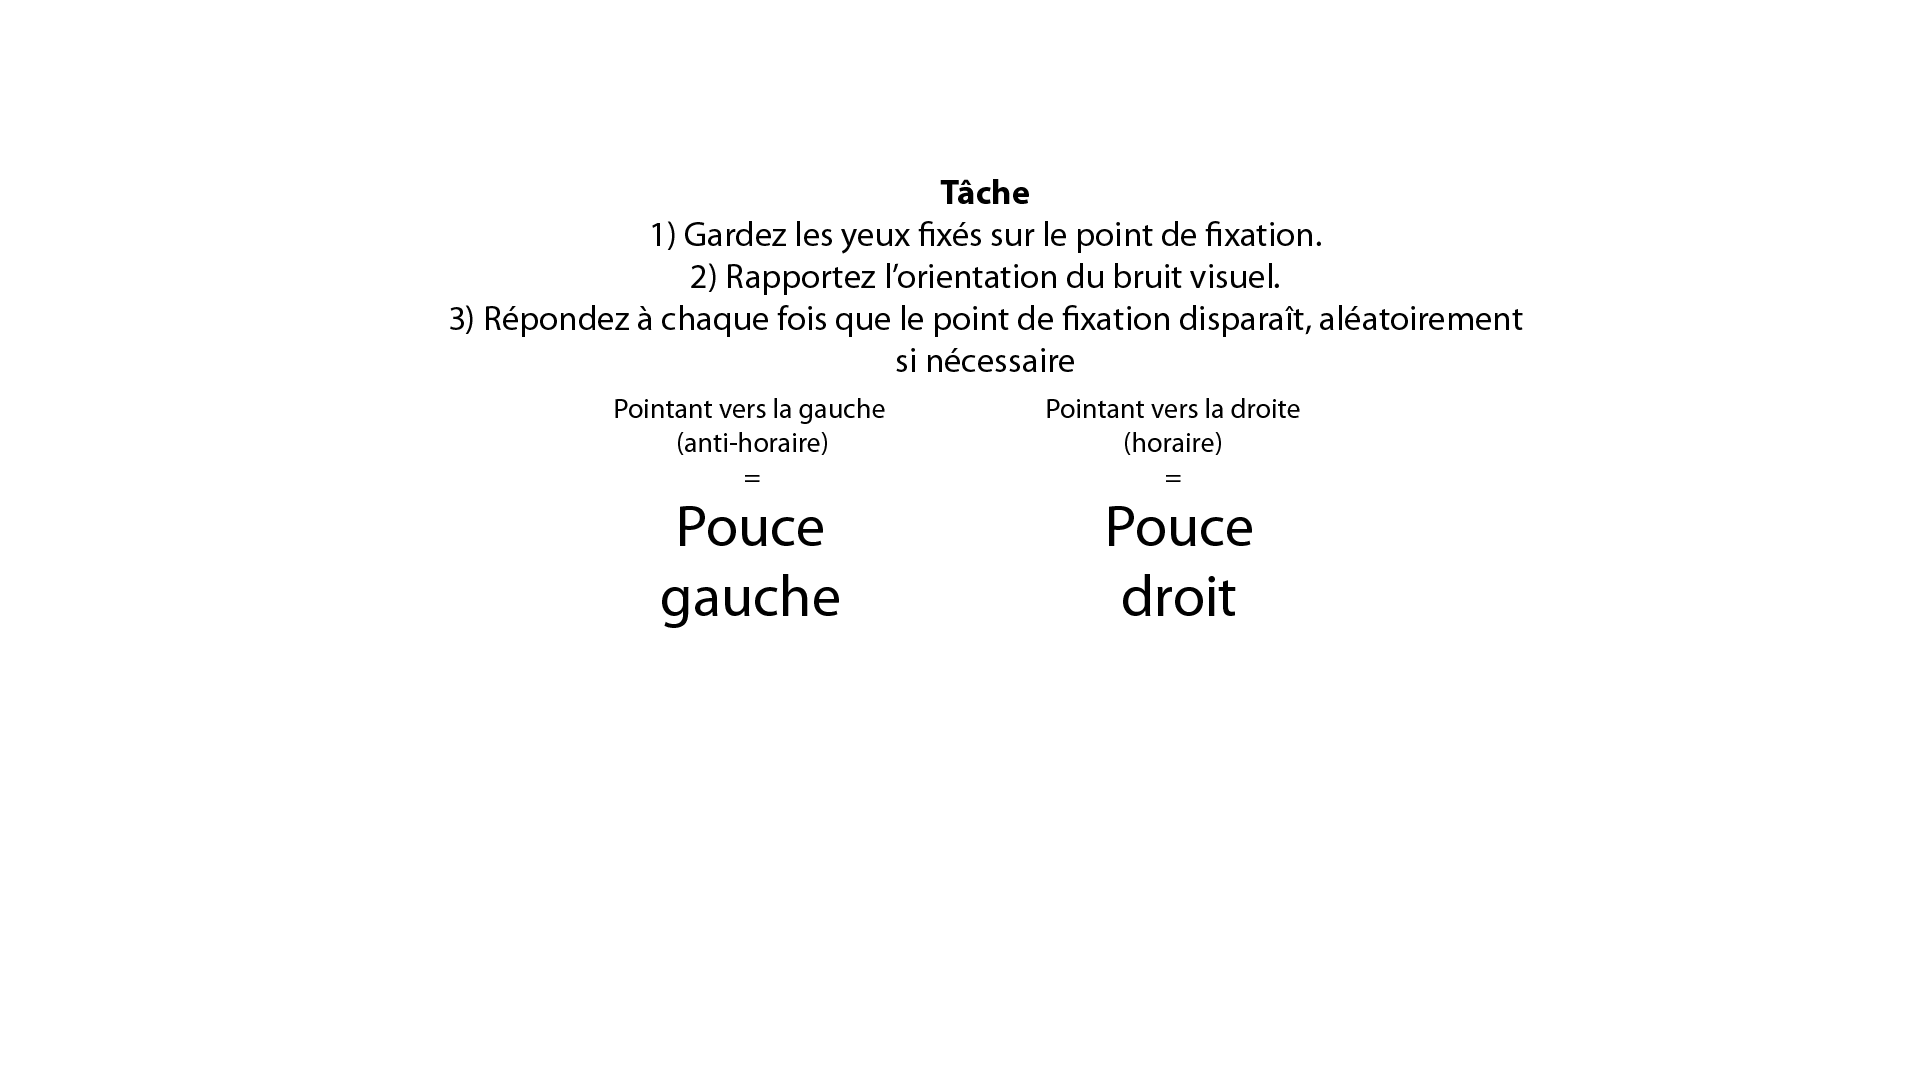 Tâche
1) Gardez les yeux fixés sur le point de fixation.
2) Rapportez l’orientation du bruit visuel.
3) Répondez à chaque fois que le point de fixation disparaît, aléatoirement
si nécessaire
Pointant vers la gauche
(anti-horaire)
=
Pouce
gauche
Pointant vers la droite
(horaire)
=
Pouce
droit